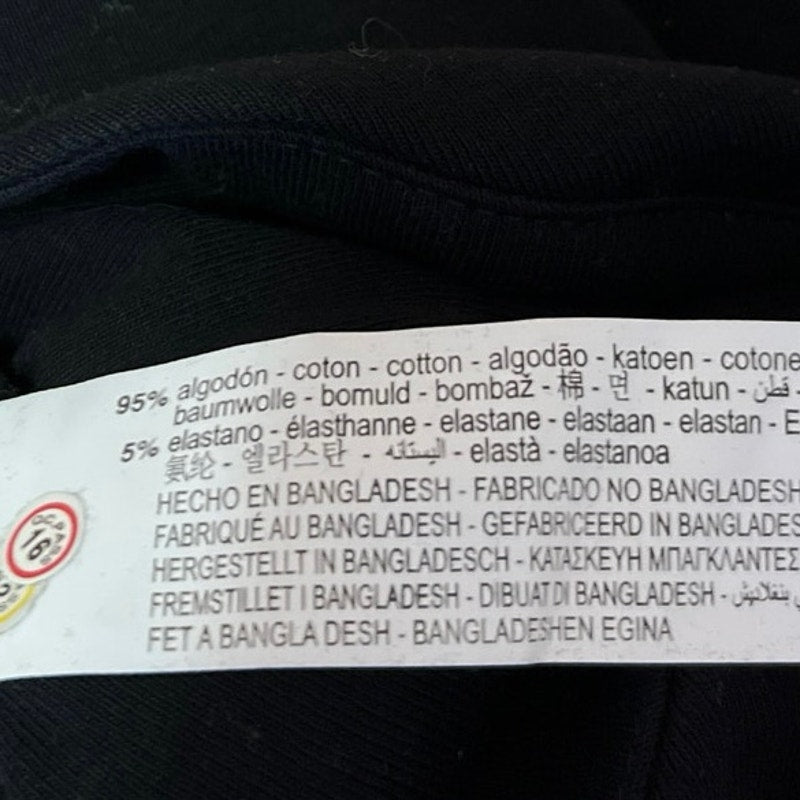 95% algodón - coton - cotton - algodão - katoen - cotone
baumwolle - bomuld - bombaž - 棉 - 면 - katun - قطن -
5% elastano - élasthanne - elastane - elastaan - elastan - E
氨纶 - 엘라스탄 - - elastà - elastanoa
HECHO EN BANGLADESH - FABRICADO NO BANGLADESH
FABRIQUÉ AU BANGLADESH - GEFABRICEERD IN BANGLADES
HERGESTELLT IN BANGLADESCH - ΚΑΤΑΣΚΕΥΗ ΜΠΑΓΚΛΑΝΤΕΣ
FREMSTILLET I BANGLADESH - DIBUAT DI BANGLADESH -
FET A BANGLA DESH - BANGLADESHEN EGINA
16